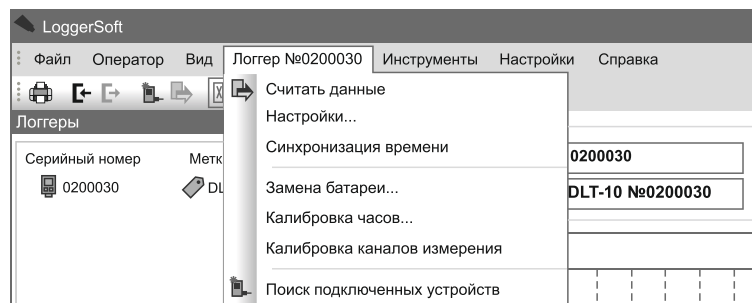 LoggerSoft
Файл Оператор Вид Логгер №0200030 Инструменты Настройки Справка
Считать данные
Настройки...
Синхронизация времени
Замена батареи...
Калибровка часов...
Калибровка каналов измерения
Поиск подключенных устройств
Логгеры
Серийный номер
0200030
0200030
DLT-10 №0200030